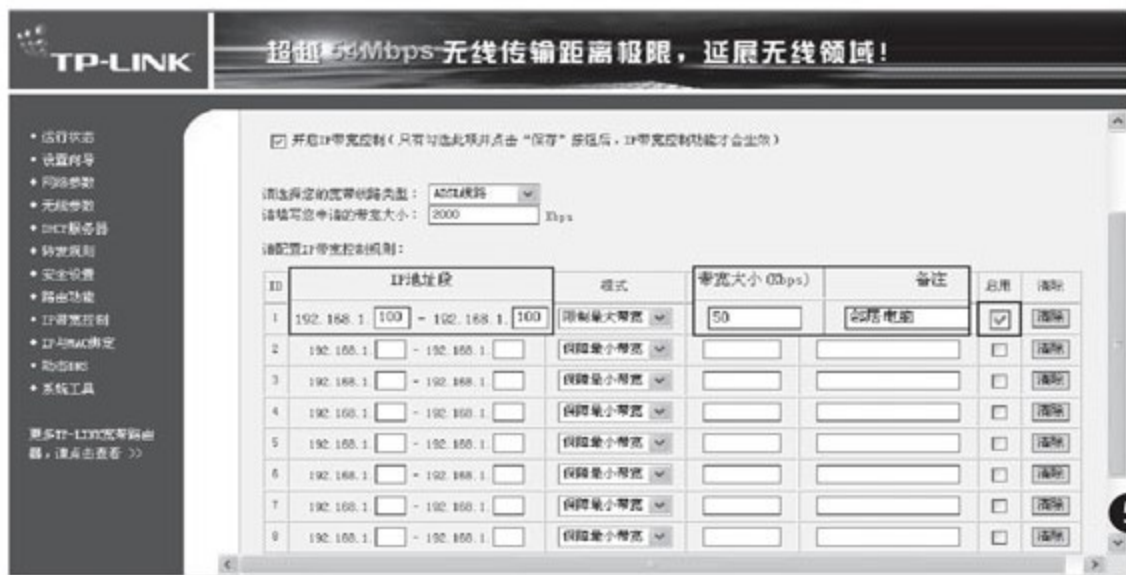 TP-LINK
超越54Mbps无线传输距离极限，延展无线领域！
• 运行状态
• 设置向导
• 网络参数
• 无线参数
• DHCP服务器
• 转发规则
• 安全设置
• 路由功能
• IP带宽控制
• IP与MAC绑定
• 动态DNS
• 系统工具
更多TP-LINK宽带路由
器，请点击查看 >>
开启IP带宽控制（只有勾选此项并点击“保存”按钮后，IP带宽控制功能才会生效）
请选择您的宽带线路类型： ADSL线路
请填写您申请的带宽大小： 2000 Kbps
请配置IP带宽控制规则：
ID IP地址段 模式 带宽大小(Kbps) 备注 启用 清除
1 192.168.1.100 - 192.168.1.100 限制最大带宽 50 邻居电脑 清除
2 192.168.1. - 192.168.1. 保障最小带宽 清除
3 192.168.1. - 192.168.1. 保障最小带宽 清除
4 192.168.1. - 192.168.1. 保障最小带宽 清除
5 192.168.1. - 192.168.1. 保障最小带宽 清除
6 192.168.1. - 192.168.1. 保障最小带宽 清除
7 192.168.1. - 192.168.1. 保障最小带宽 清除
8 192.168.1. - 192.168.1. 保障最小带宽 清除